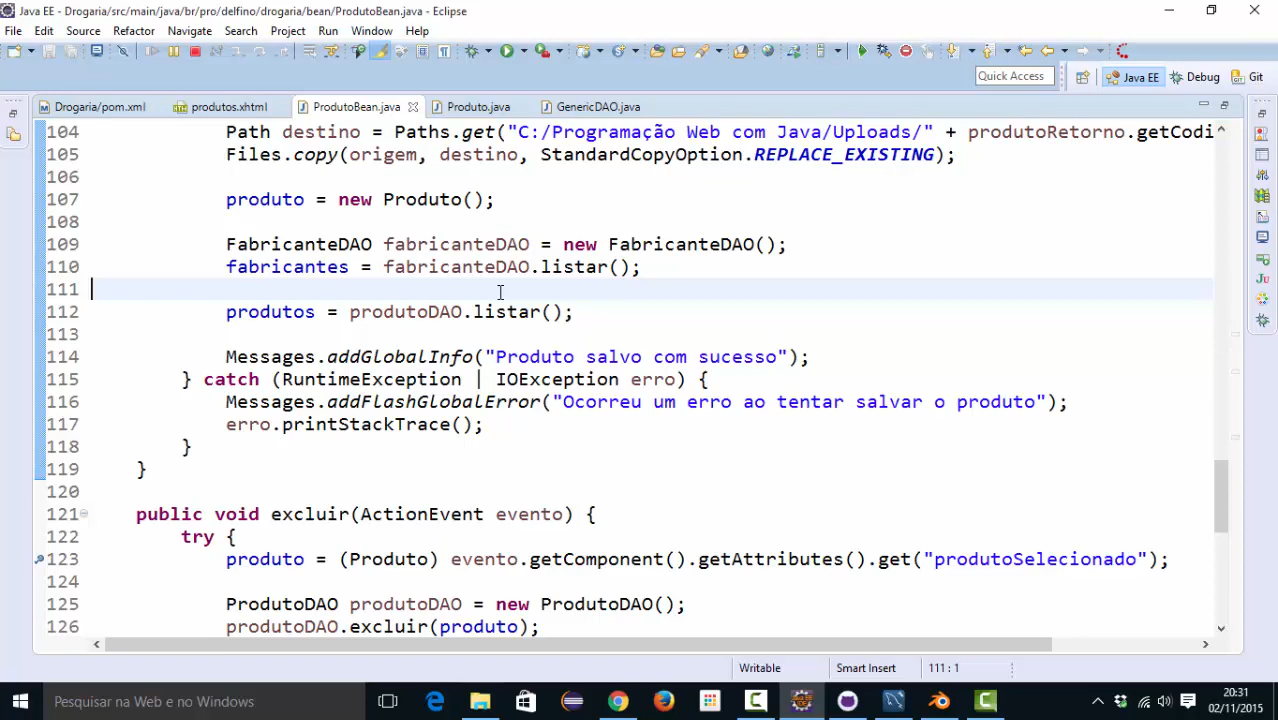 Java EE - Drogaria/src/main/java/br/pro/delfino/drogaria/bean/ProdutoBean.java - Eclipse
File Edit Source Refactor Navigate Search Project Run Window Help
Quick Access Java EE Debug Git
Drogaria/pom.xml produtos.xhtml ProdutoBean.java Produto.java GenericDAO.java
104 Path destino = Paths.get("C:/Programação Web com Java/Uploads/" + produtoRetorno.getCodi
105 Files.copy(origem, destino, StandardCopyOption.REPLACE_EXISTING);
106
107 produto = new Produto();
108
109 FabricanteDAO fabricanteDAO = new FabricanteDAO();
110 fabricantes = fabricanteDAO.listar();
111
112 produtos = produtoDAO.listar();
113
114 Messages.addGlobalInfo("Produto salvo com sucesso");
115 } catch (RuntimeException | IOException erro) {
116 Messages.addFlashGlobalError("Ocorreu um erro ao tentar salvar o produto");
117 erro.printStackTrace();
118 }
119 }
120
121 public void excluir(ActionEvent evento) {
122 try {
123 produto = (Produto) evento.getComponent().getAttributes().get("produtoSelecionado");
124
125 ProdutoDAO produtoDAO = new ProdutoDAO();
126 produtoDAO.excluir(produto);
Writable Smart Insert 111 : 1
Pesquisar na Web e no Windows
20:31
02/11/2015